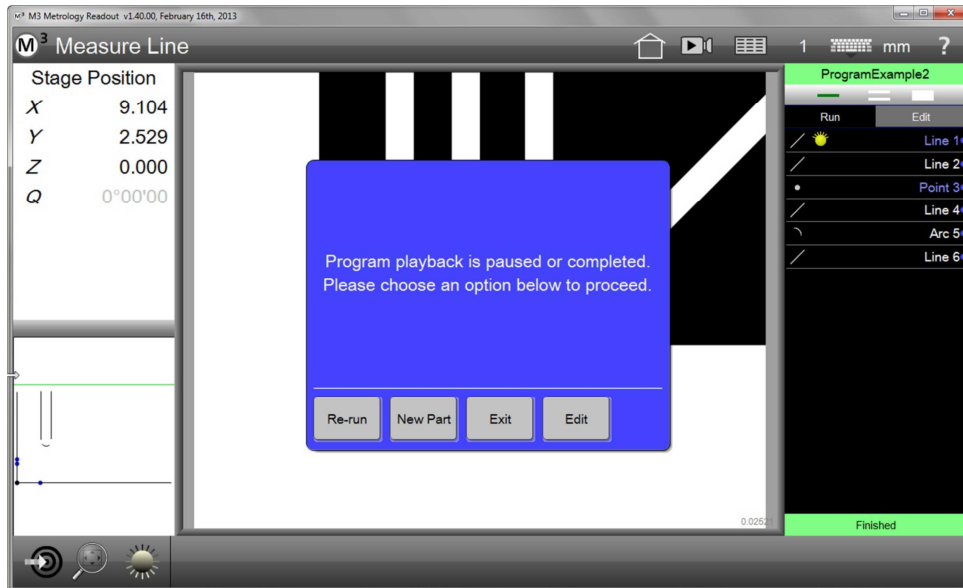 M³ M3 Metrology Readout v1.40.00, February 16th, 2013
M³ Measure Line
1
mm
?
Stage Position
X 9.104
Y 2.529
Z 0.000
Q 0°00'00
Program playback is paused or completed.
Please choose an option below to proceed.
Re-run
New Part
Exit
Edit
ProgramExample2
Run
Edit
Line 1
Line 2
Point 3
Line 4
Arc 5
Line 6
Finished